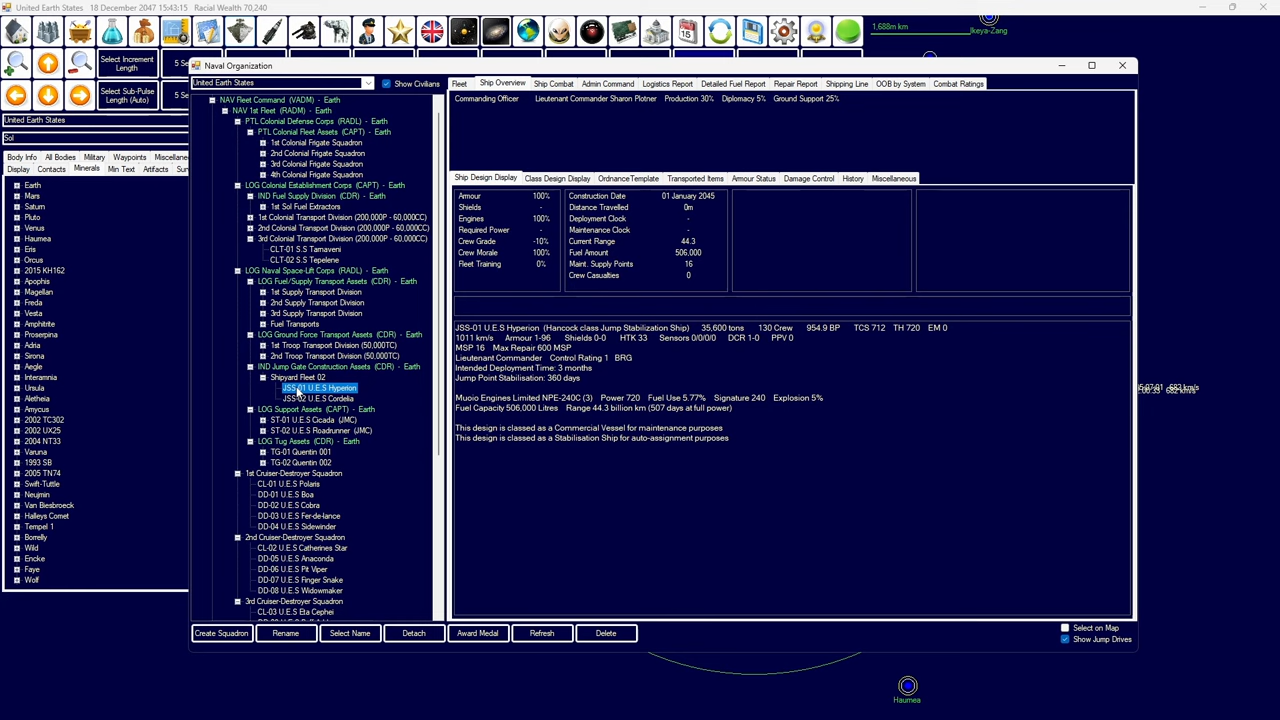 United Earth States   18 December 2047 15:43:15   Racial Wealth 70,240
1.688m km
Ikeya-Zang
Select Increment Length
5 Se
Select Sub-Pulse Length (Auto)
5 Se
United Earth States
Sol
Body Info   All Bodies   Military   Waypoints   Miscellane
Display   Contacts   Minerals   Min Text   Artifacts   Sur
Earth
Mars
Saturn
Pluto
Venus
Haumea
Eris
Orcus
2015 KH162
Apophis
Magellan
Freda
Vesta
Amphitrite
Proserpina
Adria
Sirona
Aegle
Interamnia
Ursula
Aletheia
Amycus
2002 TC302
2002 UX25
2004 NT33
Varuna
1993 SB
2005 TN74
Swift-Tuttle
Neujmin
Van Biesbroeck
Halleys Comet
Tempel 1
Borrelly
Wild
Encke
Faye
Wolf
Naval Organization
United Earth States   Show Civilians
NAV Fleet Command (VADM) - Earth
NAV 1st Fleet (RADM) - Earth
PTL Colonial Defense Corps (RADL) - Earth
PTL Colonial Fleet Assets (CAPT) - Earth
1st Colonial Frigate Squadron
2nd Colonial Frigate Squadron
3rd Colonial Frigate Squadron
4th Colonial Frigate Squadron
LOG Colonial Establishment Corps (CAPT) - Earth
IND Fuel Supply Division (CDR) - Earth
1st Sol Fuel Extractors
1st Colonial Transport Division (200,000P - 60,000CC)
2nd Colonial Transport Division (200,000P - 60,000CC)
3rd Colonial Transport Division (200,000P - 60,000CC)
CLT-01 S.S Tamaveni
CLT-02 S.S Tepelene
LOG Naval Space-Lift Corps (RADL) - Earth
LOG Fuel/Supply Transport Assets (CDR) - Earth
1st Supply Transport Division
2nd Supply Transport Division
3rd Supply Transport Division
Fuel Transports
LOG Ground Force Transport Assets (CDR) - Earth
1st Troop Transport Division (50,000TC)
2nd Troop Transport Division (50,000TC)
IND Jump Gate Construction Assets (CDR) - Earth
Shipyard Fleet 02
JSS-01 U.E.S Hyperion
JSS-02 U.E.S Cordelia
LOG Support Assets (CAPT) - Earth
ST-01 U.E.S Cicada (JMC)
ST-02 U.E.S Roadrunner (JMC)
LOG Tug Assets (CDR) - Earth
TG-01 Quentin 001
TG-02 Quentin 002
1st Cruiser-Destroyer Squadron
CL-01 U.E.S Polaris
DD-01 U.E.S Boa
DD-02 U.E.S Cobra
DD-03 U.E.S Fer-de-lance
DD-04 U.E.S Sidewinder
2nd Cruiser-Destroyer Squadron
CL-02 U.E.S Catherines Star
DD-05 U.E.S Anaconda
DD-06 U.E.S Pit Viper
DD-07 U.E.S Finger Snake
DD-08 U.E.S Widowmaker
3rd Cruiser-Destroyer Squadron
CL-03 U.E.S Eta Cephei
Fleet   Ship Overview   Ship Combat   Admin Command   Logistics Report   Detailed Fuel Report   Repair Report   Shipping Line   OOB by System   Combat Ratings
Commanding Officer   Lieutenant Commander Sharon Plotner   Production 30%   Diplomacy 5%   Ground Support 25%
Ship Design Display   Class Design Display   Ordnance Template   Transported Items   Armour Status   Damage Control   History   Miscellaneous
Armour   100%
Shields   -
Engines   100%
Required Power   -
Crew Grade   -10%
Crew Morale   100%
Fleet Training   0%
Construction Date   01 January 2045
Distance Travelled   0m
Deployment Clock   -
Maintenance Clock   -
Current Range   44.3
Fuel Amount   506,000
Maint. Supply Points   16
Crew Casualties   0
JSS-01 U.E.S Hyperion  (Hancock class Jump Stabilization Ship)   35,600 tons   130 Crew   954.9 BP   TCS 712   TH 720   EM 0
1011 km/s   Armour 1-96   Shields 0-0   HTK 33   Sensors 0/0/0/0   DCR 1-0   PPV 0
MSP 16   Max Repair 600 MSP
Lieutenant Commander   Control Rating 1   BRG
Intended Deployment Time: 3 months
Jump Point Stabilisation: 360 days
Muoio Engines Limited NPE-240C (3)   Power 720   Fuel Use 5.77%   Signature 240   Explosion 5%
Fuel Capacity 506,000 Litres   Range 44.3 billion km (507 days at full power)
This design is classed as a Commercial Vessel for maintenance purposes
This design is classed as a Stabilisation Ship for auto-assignment purposes
Create Squadron   Rename   Select Name   Detach   Award Medal   Refresh   Delete
Select on Map
Show Jump Drives
Haumea